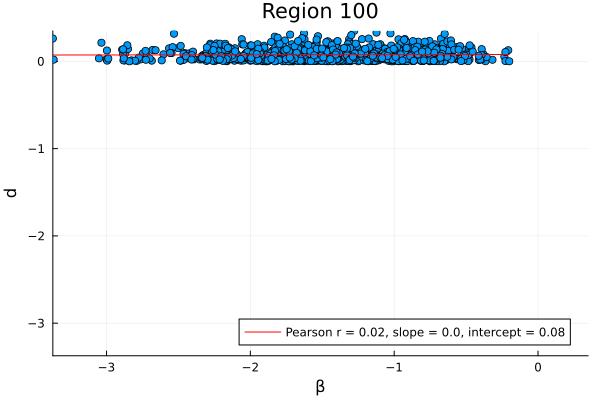 Region 100
d
0
−1
−2
−3
Pearson r = 0.02, slope = 0.0, intercept = 0.08
−3
−2
−1
0
β